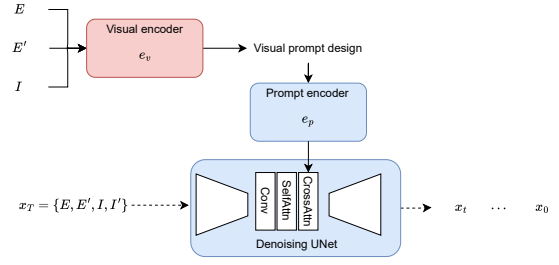 E
E′
I
Visual encoder
e_v
Visual prompt design
Prompt encoder
e_p
x_T = {E, E′, I, I′}
Conv
SelfAttn
CrossAttn
Denoising UNet
x_t ... x_0